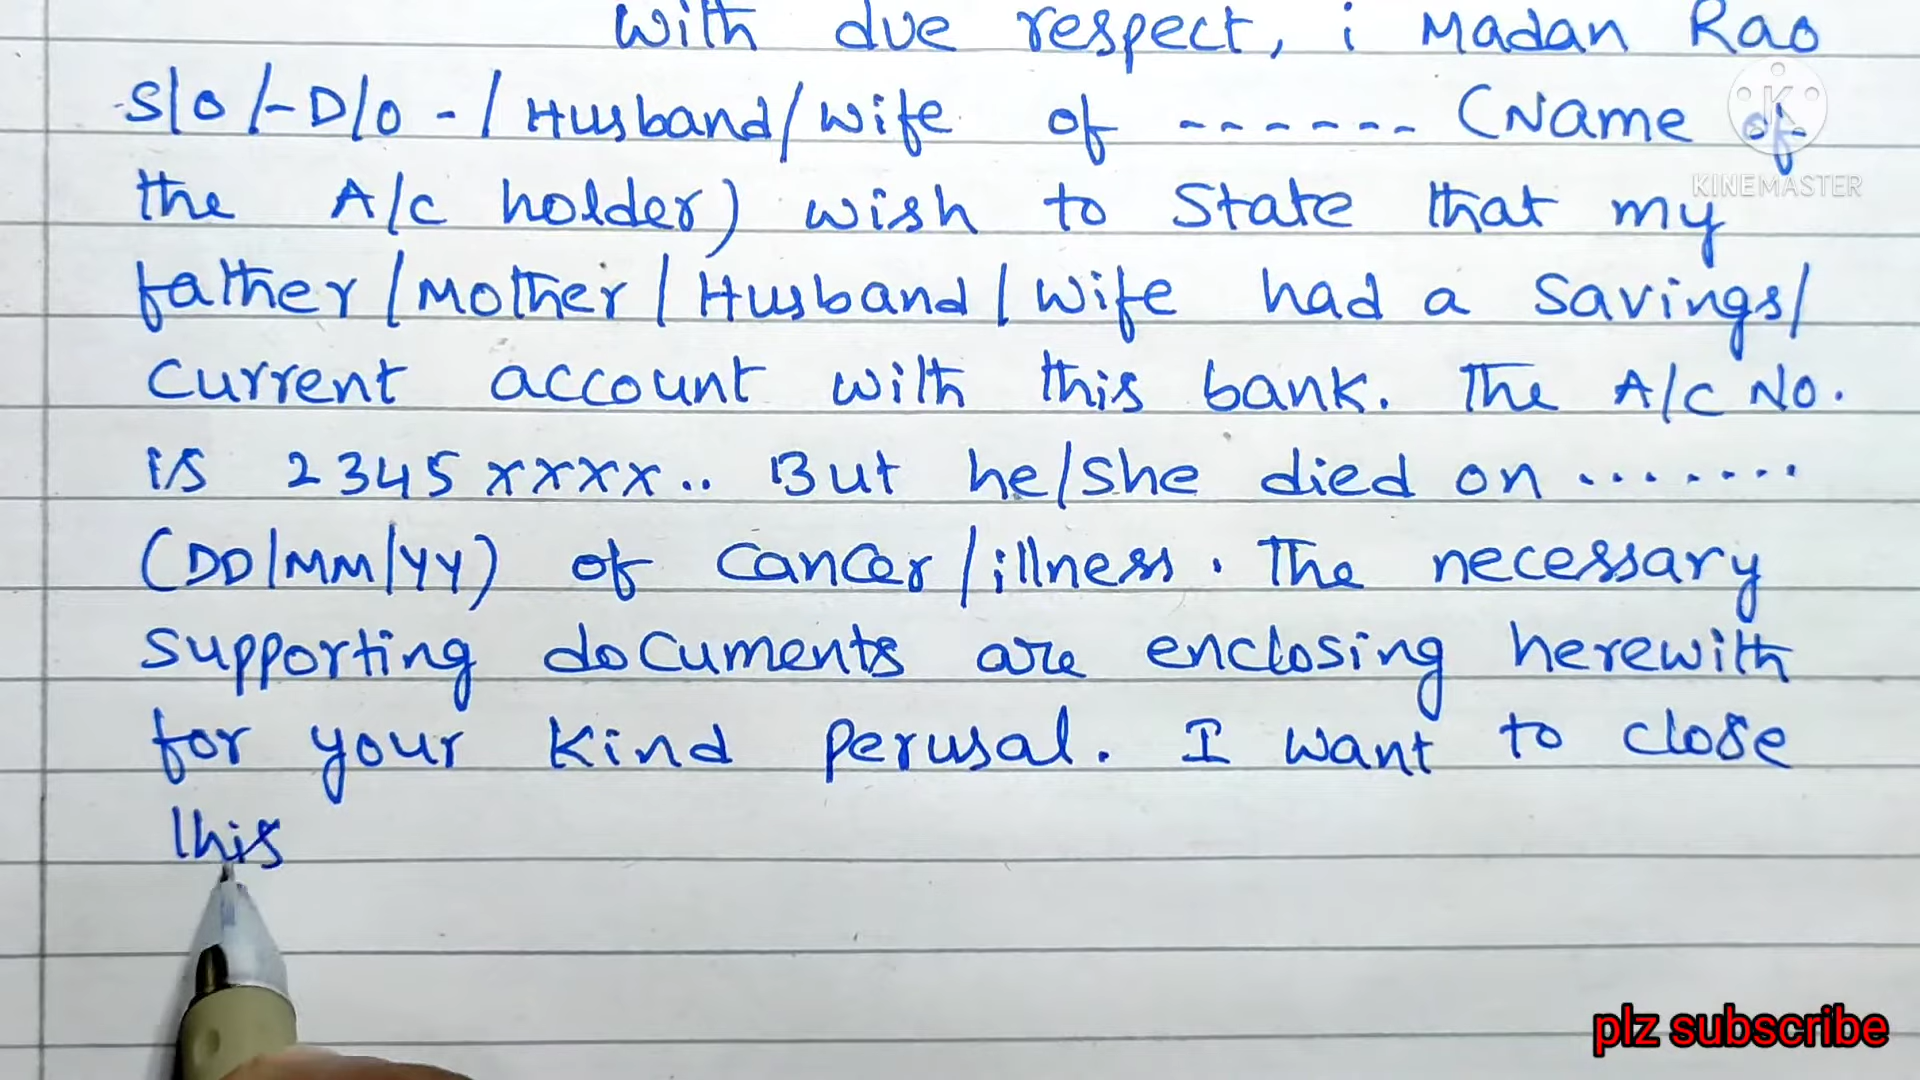 with due respect, i Madan Rao
S/o /-D/o -/ Husband/wife of ------ (Name of
the A/c holder) wish to State that my
father/Mother/Husband/wife had a savings/
current account with this bank. The A/c No.
is 2345xxxx.. But he/she died on .......
(DD/MM/YY) of cancer/illness. The necessary
supporting documents are enclosing herewith
for your kind perusal. I want to close
this
KINEMASTER
plz subscribe